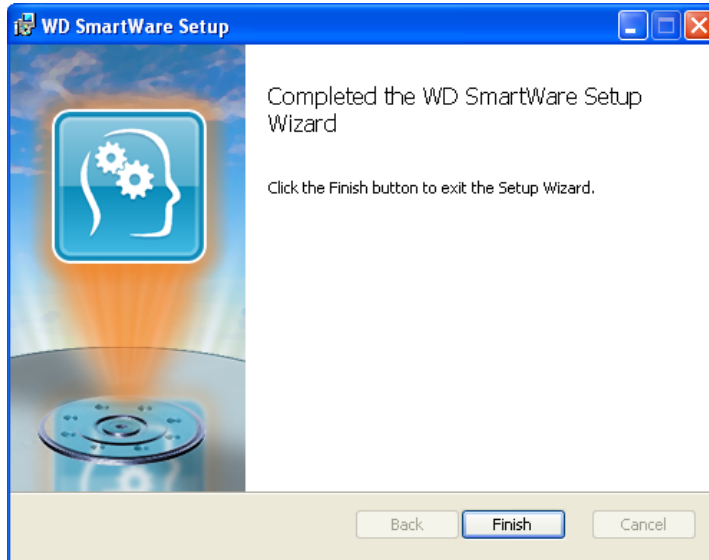 WD SmartWare Setup
Completed the WD SmartWare Setup
Wizard
Click the Finish button to exit the Setup Wizard.
Back Finish Cancel